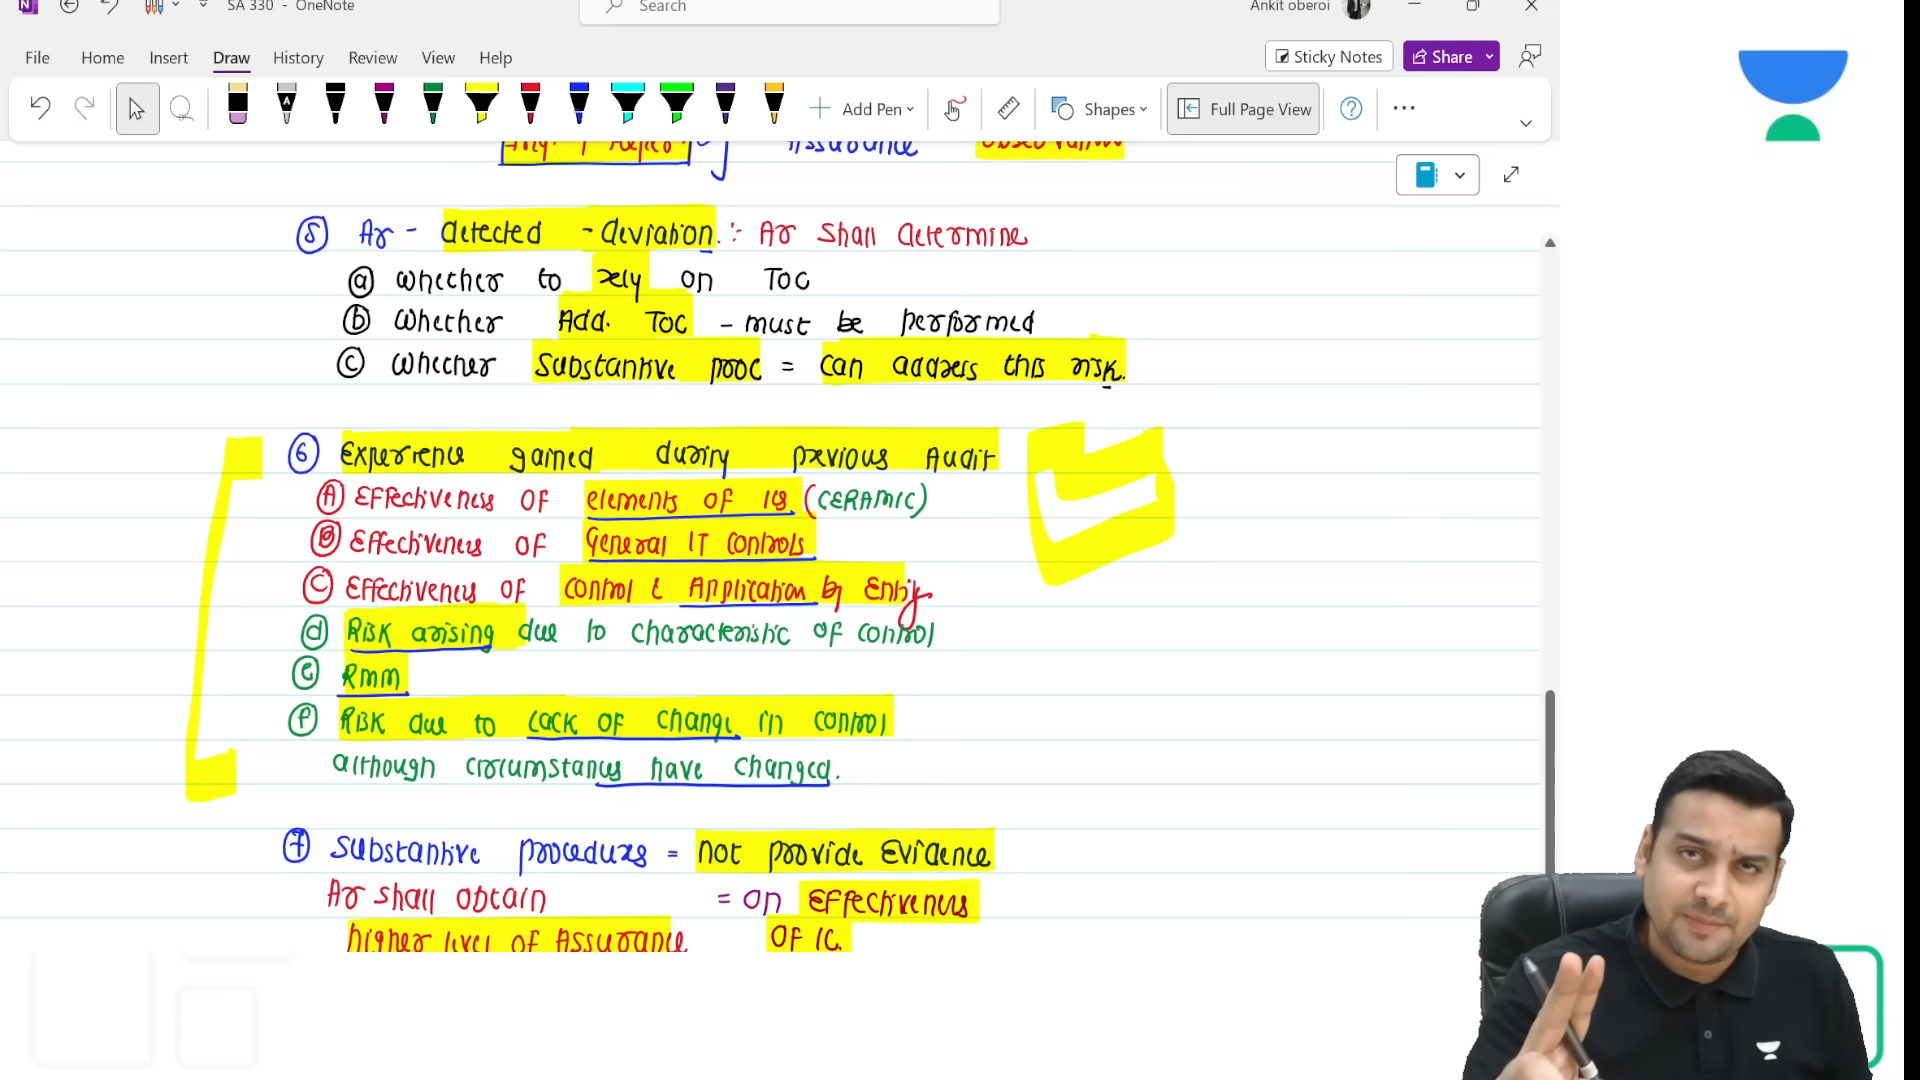 SA 330 - OneNote
Search
Ankit oberoi
File Home Insert Draw History Review View Help
Sticky Notes
Share
Add Pen
Shapes
Full Page View
Assurance
⑤ Ar - detected - deviation ∵ Ar shall determine
ⓐ whether to rely on TOC
ⓑ Whether Add. TOC - must be performed
ⓒ Whether Substantive proc = can address this risk.
⑥ Experience gained during previous Audit
Ⓐ Effectiveness OF elements of ICs (CERAMIC)
Ⓑ Effectiveness OF General IT Controls
Ⓒ Effectiveness OF control & Application by Entity
ⓓ Risk arising due to characteristic OF control
ⓔ Rmm
ⓕ Risk due to Lack OF change in control
although circumstances have changed.
⑦ Substantive procedures = not provide Evidence
Ar shall obtain = on Effectiveness
higher level of Assurance OF IC.